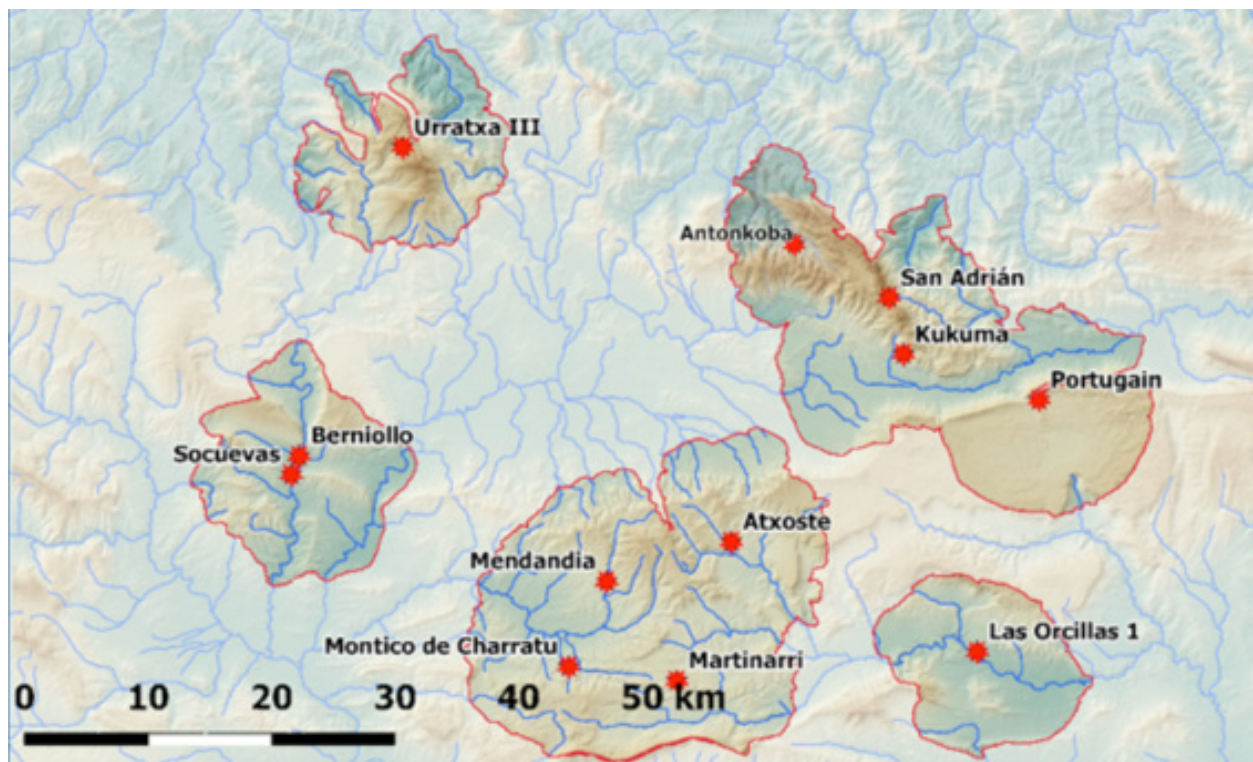 Urratxa III
Antonkoba
San Adrián
Kukuma
Portugain
Berniollo
Socuevas
Atxoste
Mendandia
Las Orcillas 1
Montico de Charratu
Martinarri
0 10 20 30 40 50 km